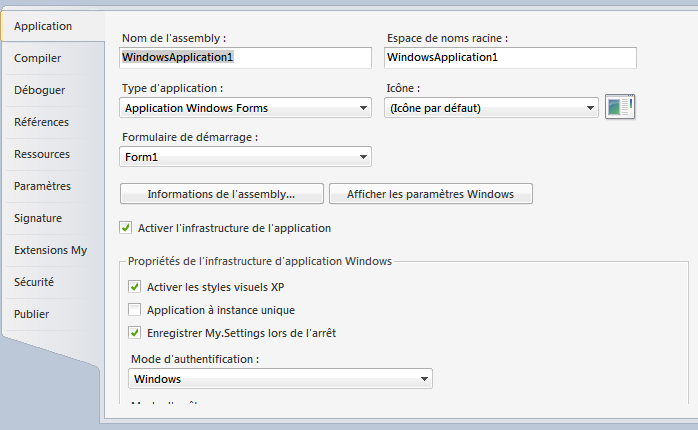 Application
Compiler
Déboguer
Références
Ressources
Paramètres
Signature
Extensions My
Sécurité
Publier
Nom de l'assembly :
Espace de noms racine :
WindowsApplication1
WindowsApplication1
Type d'application :
Icône :
Application Windows Forms
(Icône par défaut)
Formulaire de démarrage :
Form1
Informations de l'assembly...
Afficher les paramètres Windows
Activer l'infrastructure de l'application
Propriétés de l'infrastructure d'application Windows
Activer les styles visuels XP
Application à instance unique
Enregistrer My.Settings lors de l'arrêt
Mode d'authentification :
Windows